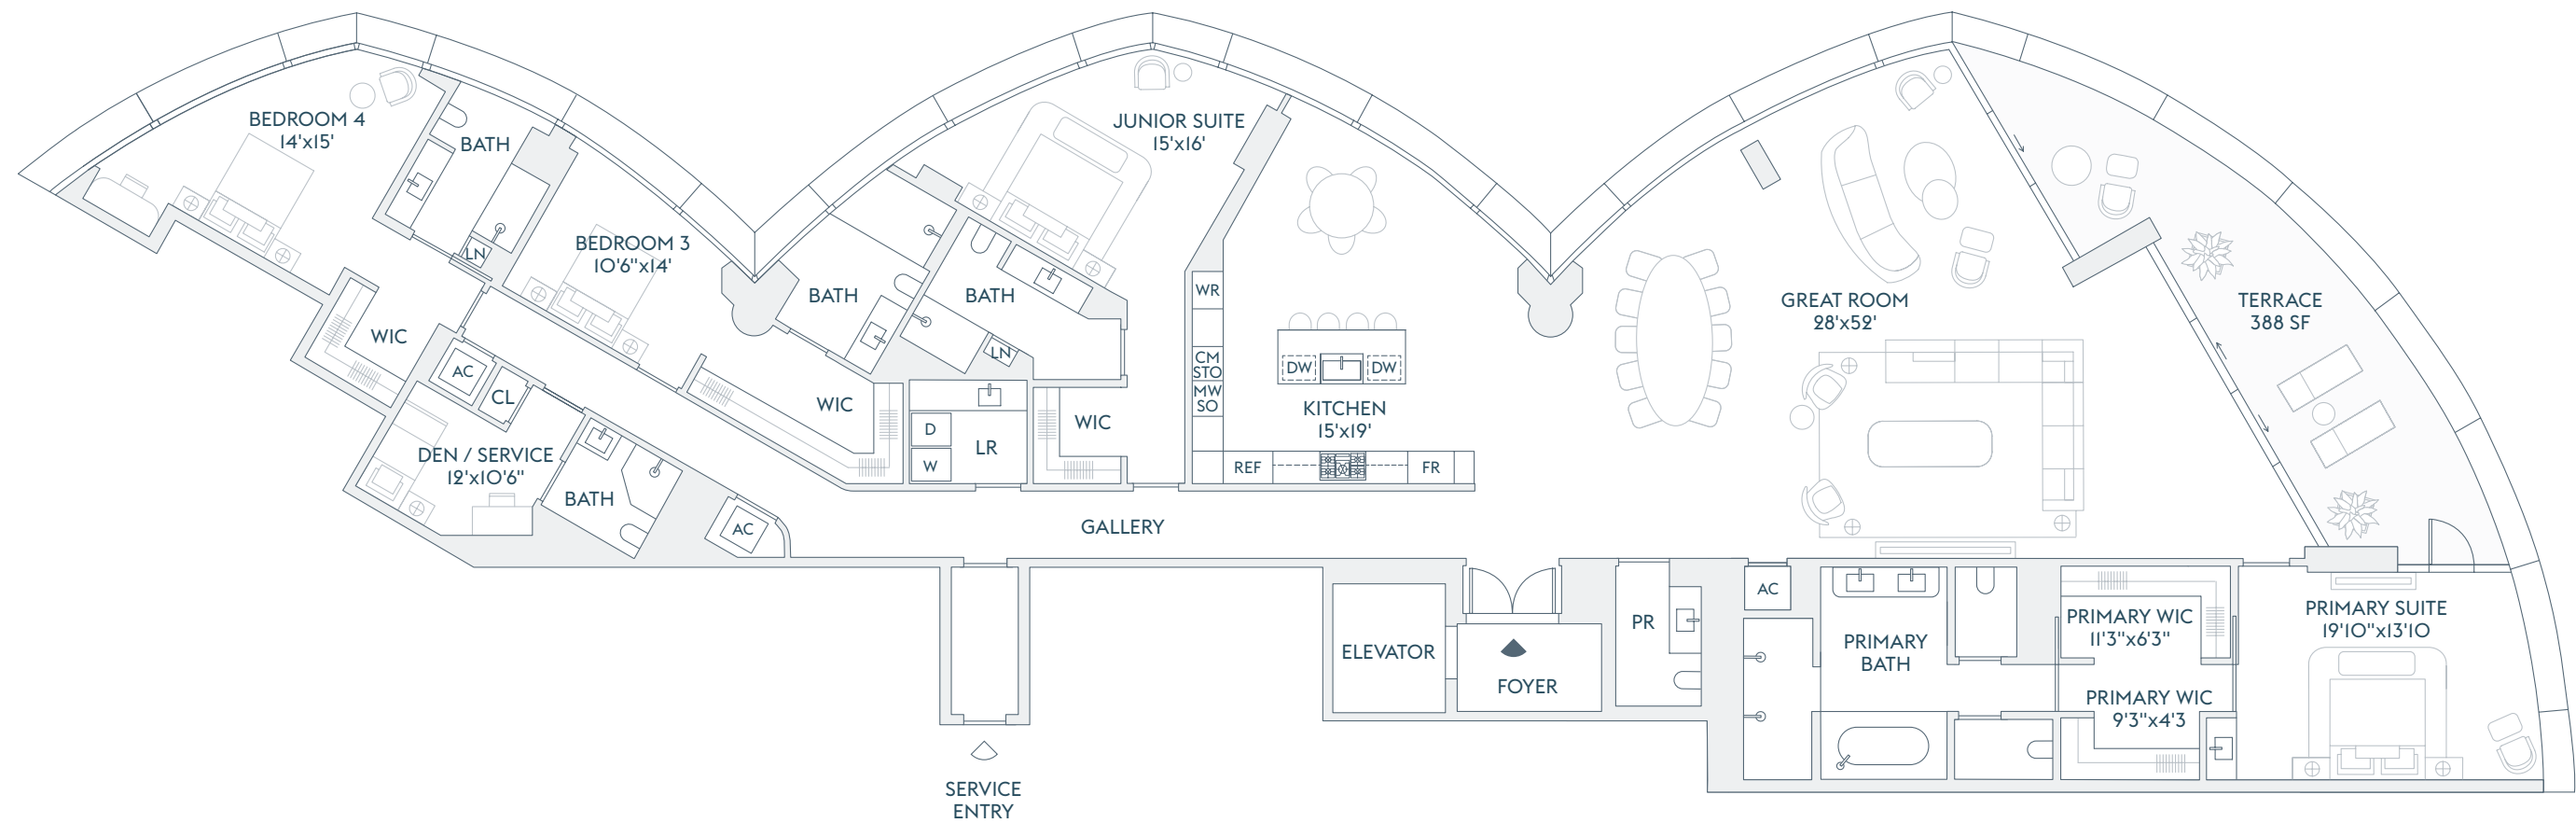 BEDROOM 4
14'x15'
BATH
LN
BEDROOM 3
10'6"x14'
WIC
AC
CL
DEN / SERVICE
12'x10'6"
BATH
AC
BATH
WIC
JUNIOR SUITE
15'x16'
BATH
LN
D
W
LR
WIC
WR
CM
STO
MW
SO
DW
DW
KITCHEN
15'x19'
REF
FR
GALLERY
GREAT ROOM
28'x52'
TERRACE
388 SF
SERVICE
ENTRY
ELEVATOR
FOYER
PR
AC
PRIMARY
BATH
PRIMARY WIC
11'3"x6'3"
PRIMARY WIC
9'3"x4'3
PRIMARY SUITE
19'10"x13'10